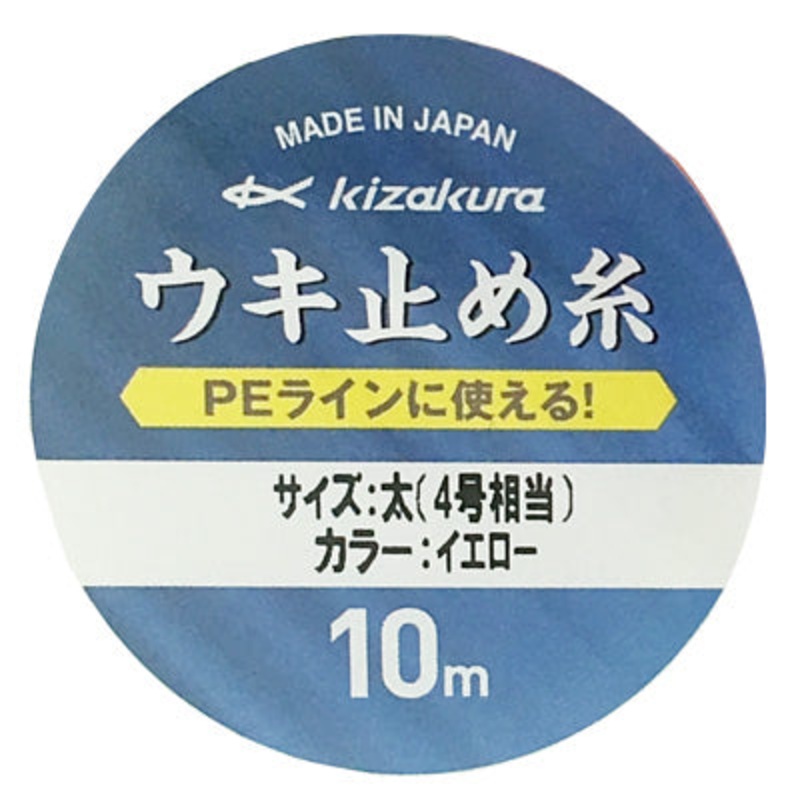 MADE IN JAPAN
kizakura
ウキ止め糸
PEラインに使える!
サイズ:太(4号相当)
カラー:イエロー
10m